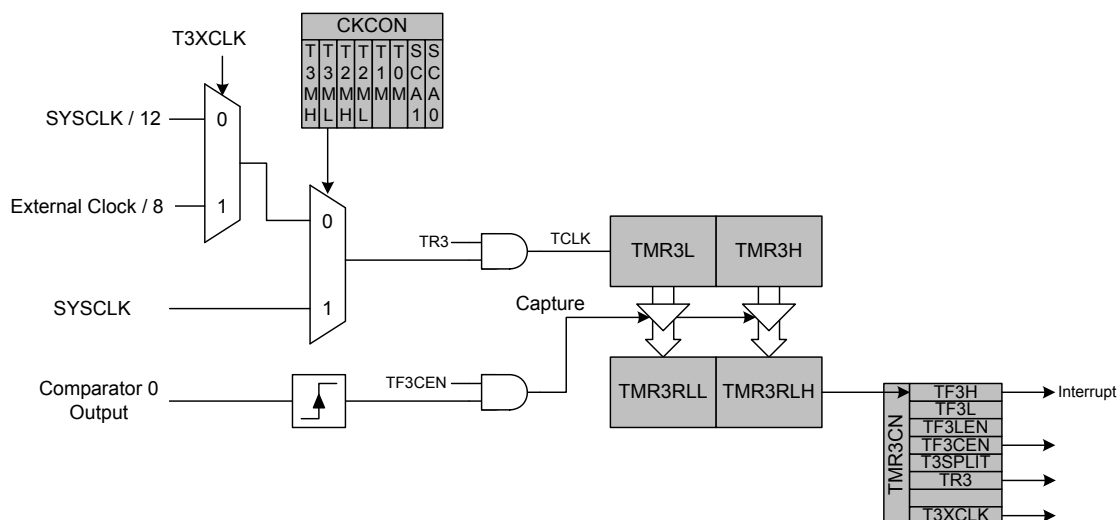 T3XCLK
CKCON
T3MH
T3ML
T2MH
T2ML
T1M
T0M
SCA1
SCA0
SYSCLK / 12
0
External Clock / 8
1
0
TR3
TCLK
TMR3L
TMR3H
SYSCLK
1
Capture
Comparator 0
Output
TF3CEN
TMR3RLL
TMR3RLH
TMR3CN
TF3H
Interrupt
TF3L
TF3LEN
TF3CEN
T3SPLIT
TR3
T3XCLK